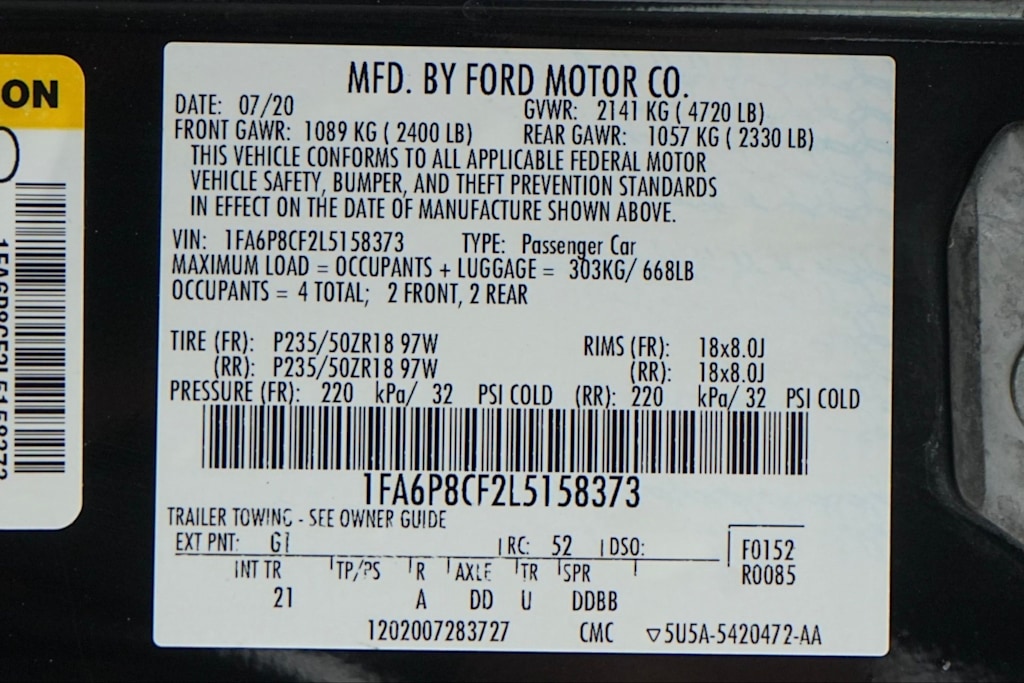 ON
1FA6P8CF2L5158373
MFD. BY FORD MOTOR CO.
DATE: 07/20 GVWR: 2141 KG ( 4720 LB)
FRONT GAWR: 1089 KG ( 2400 LB) REAR GAWR: 1057 KG ( 2330 LB)
THIS VEHICLE CONFORMS TO ALL APPLICABLE FEDERAL MOTOR
VEHICLE SAFETY, BUMPER, AND THEFT PREVENTION STANDARDS
IN EFFECT ON THE DATE OF MANUFACTURE SHOWN ABOVE.
VIN: 1FA6P8CF2L5158373 TYPE: Passenger Car
MAXIMUM LOAD = OCCUPANTS + LUGGAGE = 303KG/ 668LB
OCCUPANTS = 4 TOTAL; 2 FRONT, 2 REAR
TIRE (FR): P235/50ZR18 97W RIMS (FR): 18x8.0J
(RR): P235/50ZR18 97W (RR): 18x8.0J
PRESSURE (FR): 220 kPa/ 32 PSI COLD (RR): 220 kPa/ 32 PSI COLD
1FA6P8CF2L5158373
TRAILER TOWING - SEE OWNER GUIDE
EXT PNT: G1 RC: 52 DSO: F0152
INT TR TP/PS R AXLE TR SPR R0085
21 A DD U DDBB
1202007283727 CMC ▽5U5A-5420472-AA